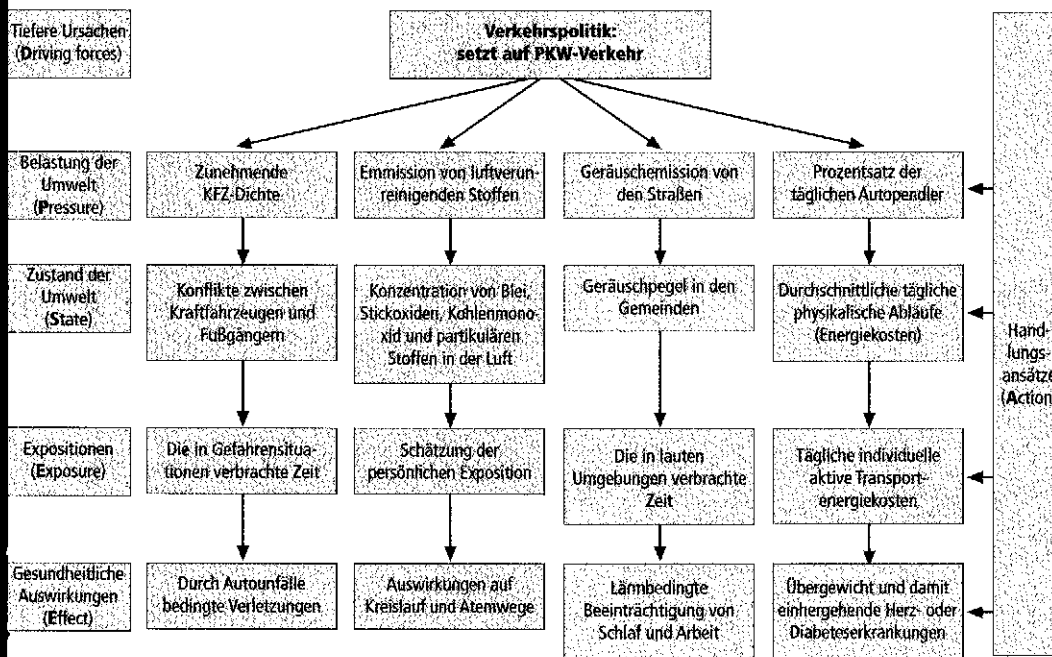 Tiefere Ursachen
(Driving forces)
Verkehrspolitik:
setzt auf PKW-Verkehr
Belastung der
Umwelt
(Pressure)
Zunehmende
KFZ-Dichte
Emmission von luftverun-
reinigenden Stoffen
Geräuschemission von
den Straßen
Prozentsatz der
täglichen Autopendler
Zustand der
Umwelt
(State)
Konflikte zwischen
Kraftfahrzeugen und
Fußgängern
Konzentration von Blei,
Stickoxiden, Kohlenmono-
xid und partikulären
Stoffen in der Luft
Geräuschpegel in den
Gemeinden
Durchschnittliche tägliche
physikalische Abläufe
(Energiekosten)
Hand-
lungs-
ansätze
(Action
Expositionen
(Exposure)
Die in Gefahrensitua-
tionen verbrachte Zeit
Schätzung der
persönlichen Exposition
Die in lauten
Umgebungen verbrachte
Zeit
Tägliche individuelle
aktive Transport-
energiekosten
Gesundheitliche
Auswirkungen
(Effect)
Durch Autounfälle
bedingte Verletzungen
Auswirkungen auf
Kreislauf und Atemwege
Lärmbedingte
Beeinträchtigung von
Schlaf und Arbeit
Übergewicht und damit
einhergehende Herz- oder
Diabeteserkrankungen